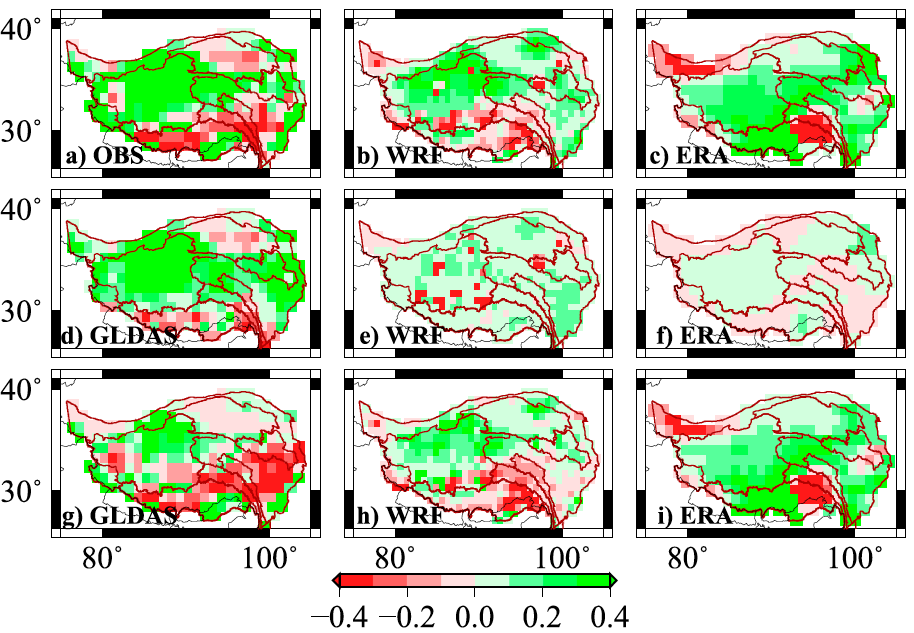 40˚
30˚
a) OBS
b) WRF
c) ERA
40˚
30˚
d) GLDAS
e) WRF
f) ERA
40˚
30˚
g) GLDAS
h) WRF
i) ERA
80˚ 100˚ 80˚ 100˚ 80˚ 100˚
−0.4 −0.2 0.0 0.2 0.4